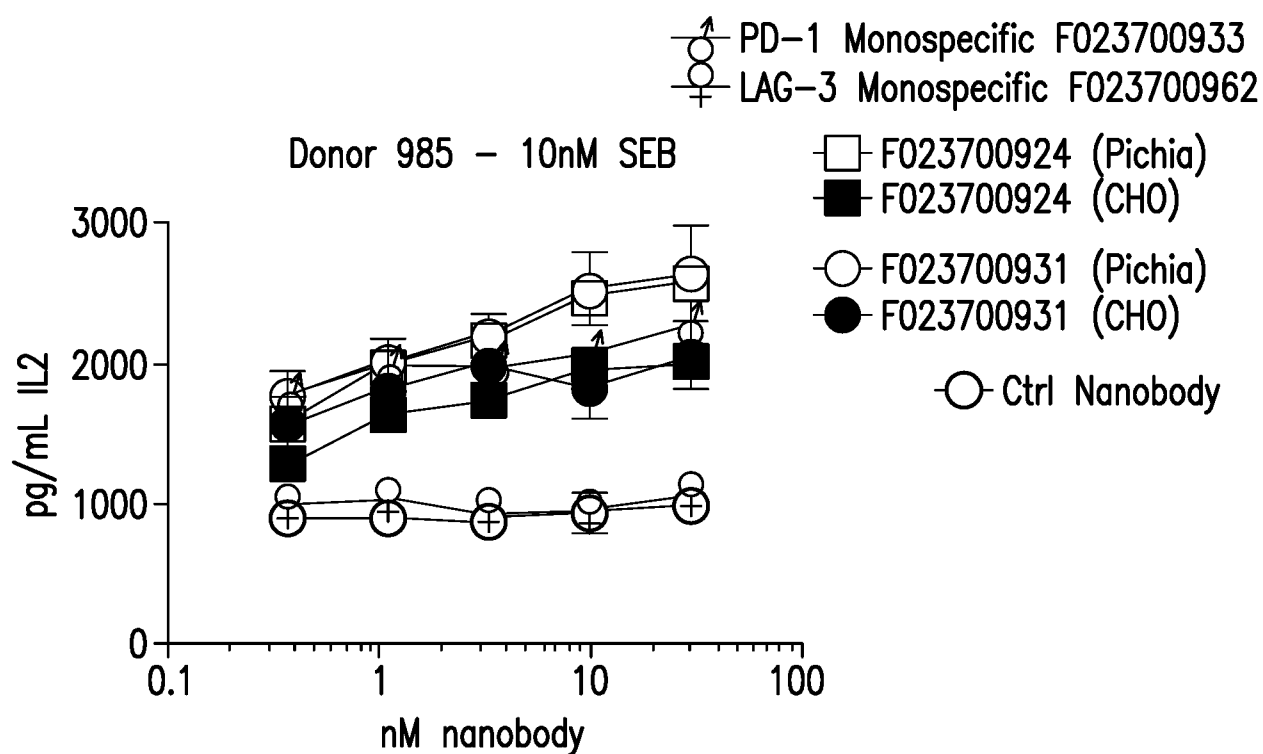 PD-1 Monospecific F023700933
LAG-3 Monospecific F023700962
Donor 985 - 10nM SEB
F023700924 (Pichia)
F023700924 (CHO)
F023700931 (Pichia)
F023700931 (CHO)
Ctrl Nanobody
pg/mL IL2
3000
2000
1000
0
0.1 1 10 100
nM nanobody